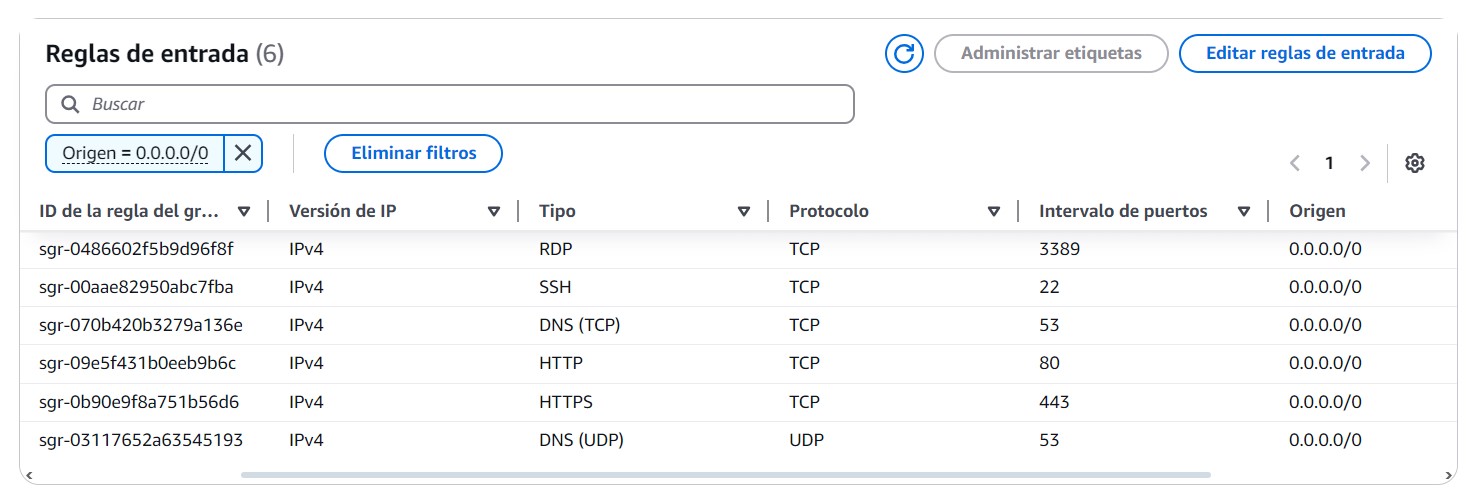 Reglas de entrada (6)
Administrar etiquetas
Editar reglas de entrada
Buscar
Origen = 0.0.0.0/0
Eliminar filtros
1
ID de la regla del gr... Versión de IP Tipo Protocolo Intervalo de puertos Origen
sgr-0486602f5b9d96f8f IPv4 RDP TCP 3389 0.0.0.0/0
sgr-00aae82950abc7fba IPv4 SSH TCP 22 0.0.0.0/0
sgr-070b420b3279a136e IPv4 DNS (TCP) TCP 53 0.0.0.0/0
sgr-09e5f431b0eeb9b6c IPv4 HTTP TCP 80 0.0.0.0/0
sgr-0b90e9f8a751b56d6 IPv4 HTTPS TCP 443 0.0.0.0/0
sgr-03117652a63545193 IPv4 DNS (UDP) UDP 53 0.0.0.0/0